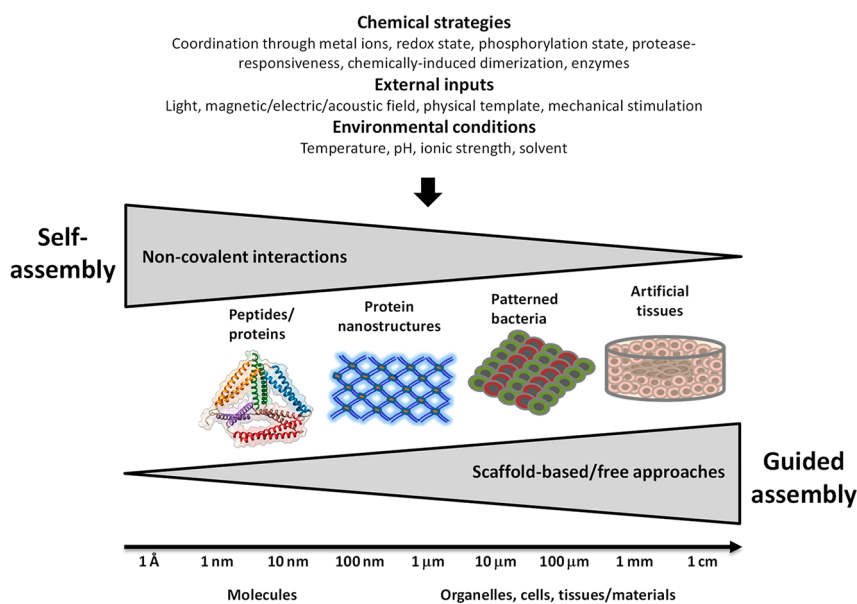 Chemical strategies
Coordination through metal ions, redox state, phosphorylation state, protease-
responsiveness, chemically-induced dimerization, enzymes
External inputs
Light, magnetic/electric/acoustic field, physical template, mechanical stimulation
Environmental conditions
Temperature, pH, ionic strength, solvent
Self-
assembly
Non-covalent interactions
Peptides/
proteins
Protein
nanostructures
Patterned
bacteria
Artificial
tissues
Scaffold-based/free approaches
Guided
assembly
1 Å 1 nm 10 nm 100 nm 1 μm 10 μm 100 μm 1 mm 1 cm
Molecules Organelles, cells, tissues/materials